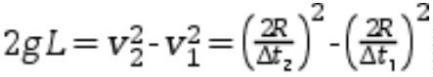 2gL = v₂² - v₁² = (2R/Δt₂)² - (2R/Δt₁)²